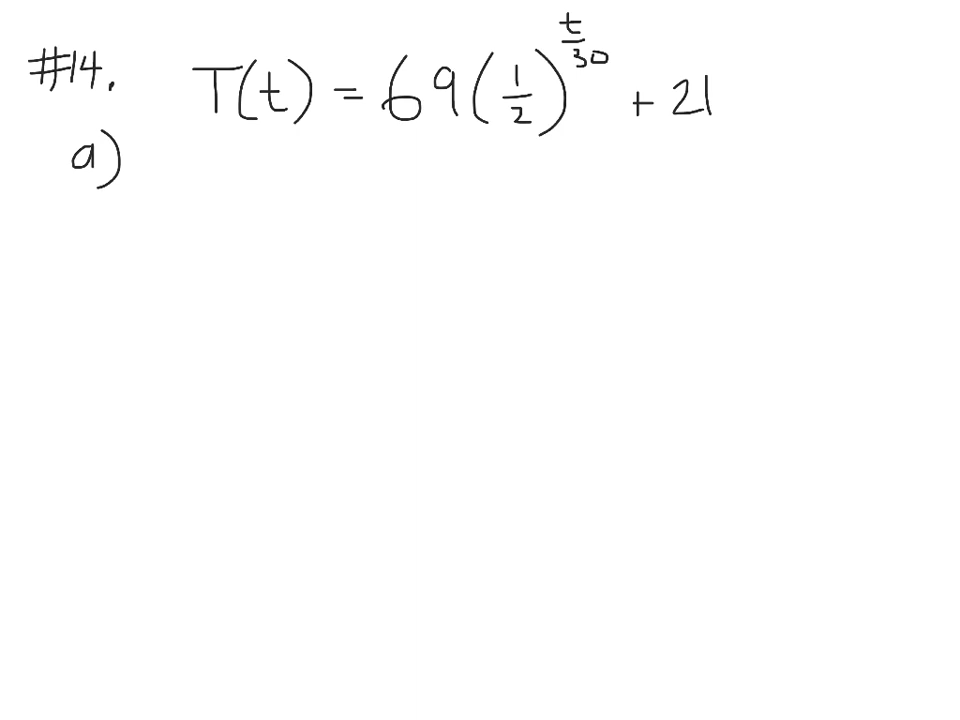 #14. T(t) = 69(1/2)^(t/30) + 21
a)